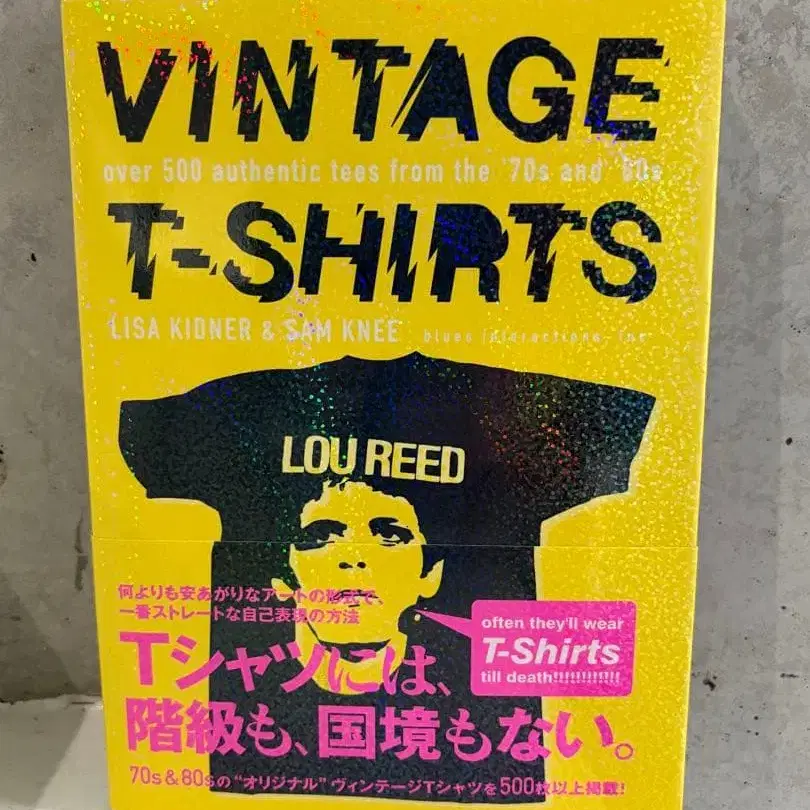 VINTAGE
over 500 authentic tees from the '70s and '80s
T-SHIRTS
LISA KIDNER & SAM KNEE blues interactions, inc
LOU REED
何よりも安あがりなアートの形式で、
一番ストレートな自己表現の方法
often they'll wear
T-Shirts
till death!!!!!!!!!!!!!
Tシャツには、
階級も、国境もない。
70s&80sの“オリジナル”ヴィンテージTシャツを500枚以上掲載!